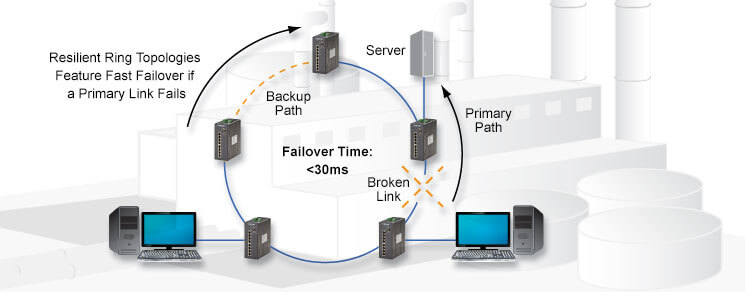 Resilient Ring Topologies
Feature Fast Failover if
a Primary Link Fails
Server
Backup
Path
Primary
Path
Failover Time:
<30ms
Broken
Link